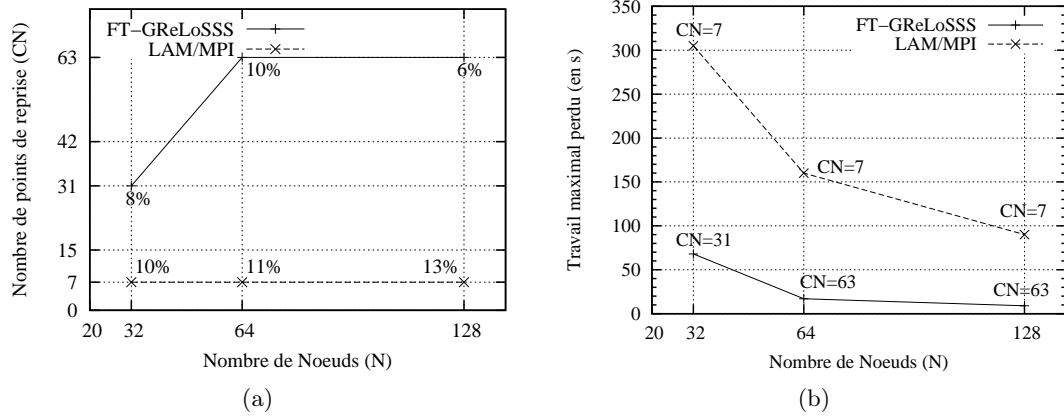 FT−GReLoSSS
LAM/MPI
Nombre de points de reprise (CN)
63
42
31
15
7
0
10%
6%
8%
10%
11%
13%
20
32
64
128
Nombre de Noeuds (N)
(a)
FT−GReLoSSS
LAM/MPI
Travail maximal perdu (en s)
350
300
250
200
150
100
50
0
CN=7
CN=7
CN=7
CN=31
CN=63
CN=63
20
32
64
128
Nombre de Noeuds (N)
(b)